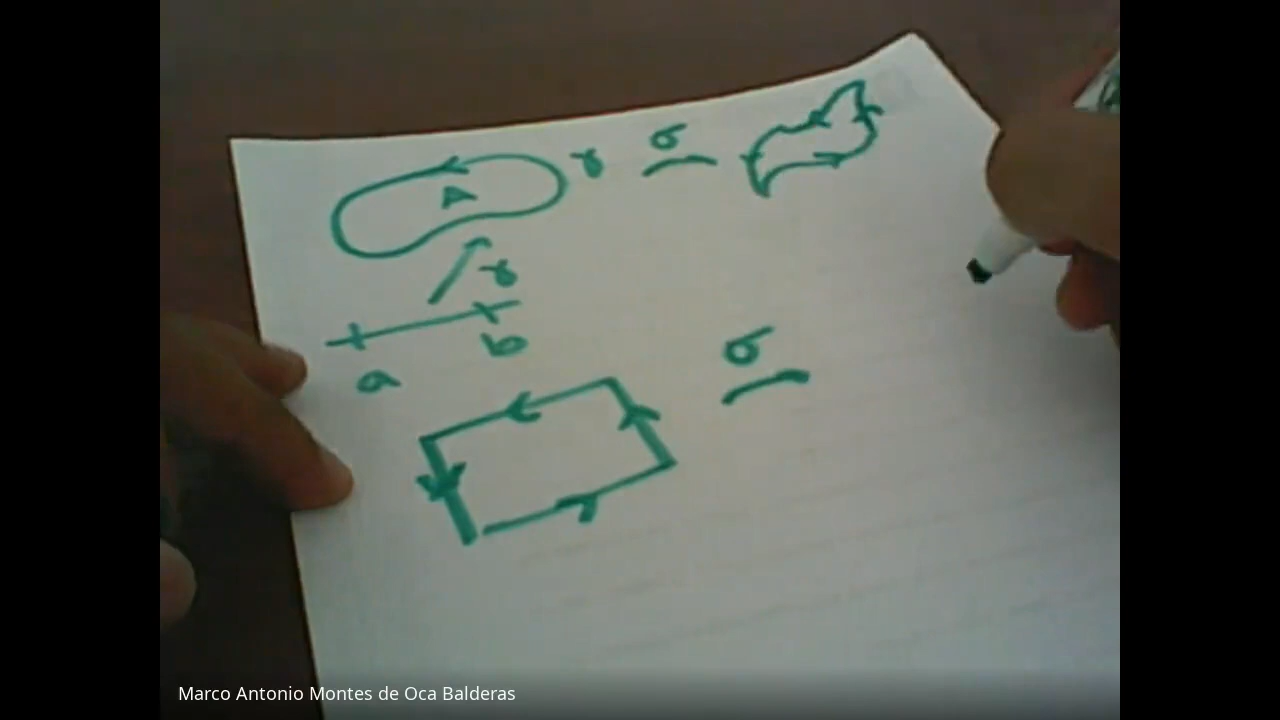 γ σ
A
γ
a b
σ
Marco Antonio Montes de Oca Balderas